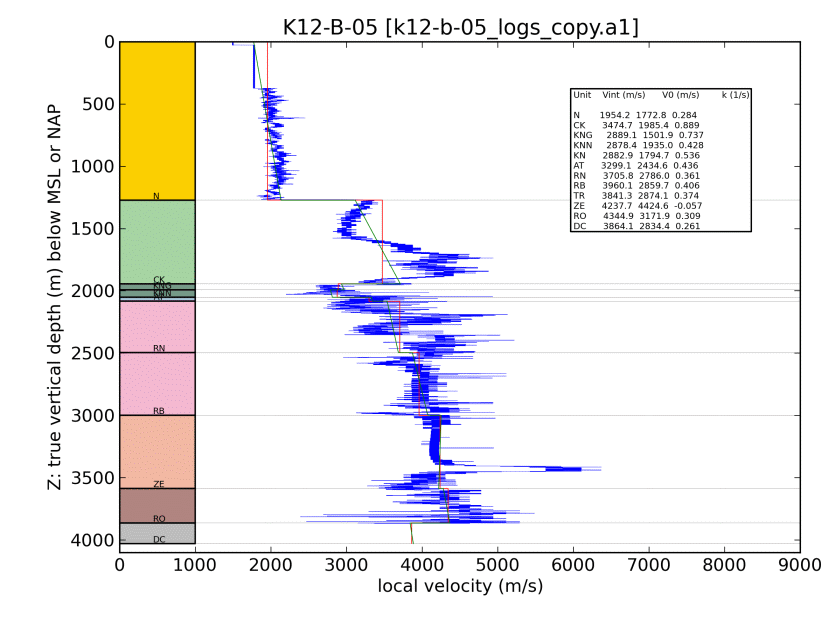 K12-B-05 [k12-b-05_logs_copy.a1]
Z: true vertical depth (m) below MSL or NAP
0
500
1000
1500
2000
2500
3000
3500
4000
N
CK
KNG
KNN
RN
RB
ZE
RO
DC
Unit Vint (m/s) V0 (m/s) k (1/s)
N 1954.2 1772.8 0.284
CK 3474.7 1985.4 0.889
KNG 2889.1 1501.9 0.737
KNN 2878.4 1935.0 0.428
KN 2882.9 1794.7 0.536
AT 3299.1 2434.6 0.436
RN 3705.8 2786.0 0.361
RB 3960.1 2859.7 0.406
TR 3841.3 2874.1 0.374
ZE 4237.7 4424.6 -0.057
RO 4344.9 3171.9 0.309
DC 3864.1 2834.4 0.261
0 1000 2000 3000 4000 5000 6000 7000 8000 9000
local velocity (m/s)